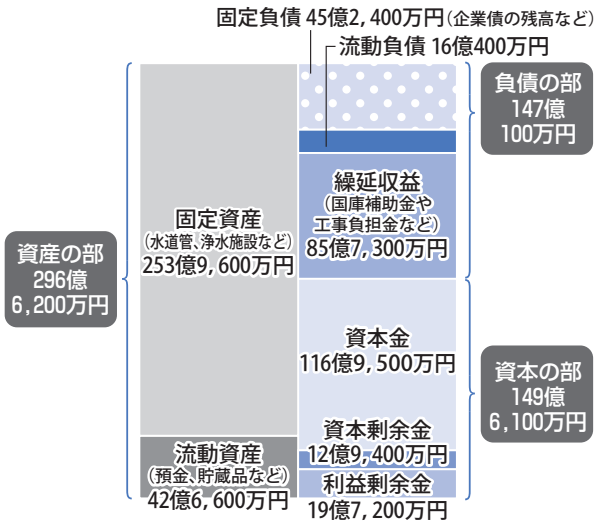 固定負債 45億2,400万円(企業債の残高など)
流動負債 16億400万円
負債の部
147億
100万円
繰延収益
(国庫補助金や
工事負担金など)
85億7,300万円
固定資産
(水道管、浄水施設など)
253億9,600万円
資産の部
296億
6,200万円
資本金
116億9,500万円
資本の部
149億
6,100万円
資本剰余金
12億9,400万円
流動資産
(預金、貯蔵品など)
42億6,600万円
利益剰余金
19億7,200万円